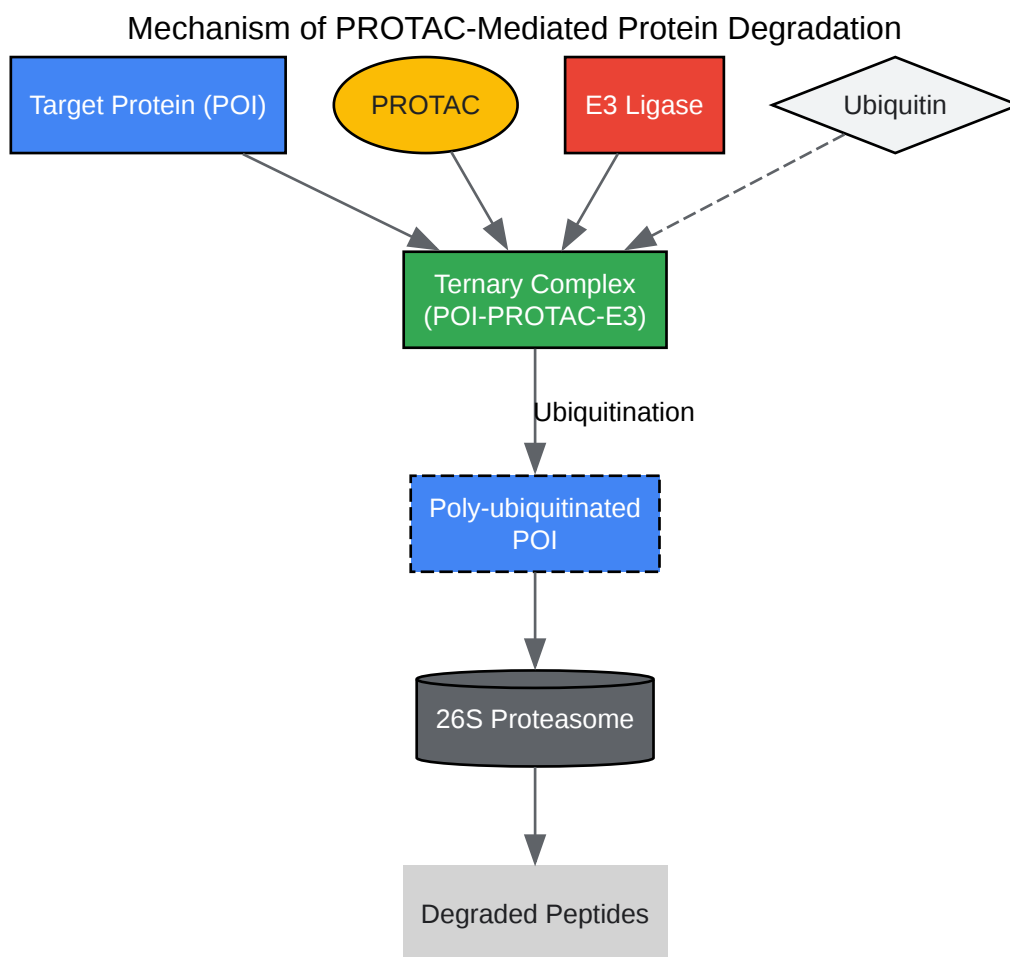 Mechanism of PROTAC-Mediated Protein Degradation
Target Protein (POI)
PROTAC
E3 Ligase
Ubiquitin
Ternary Complex
(POI-PROTAC-E3)
Ubiquitination
Poly-ubiquitinated
POI
26S Proteasome
Degraded Peptides